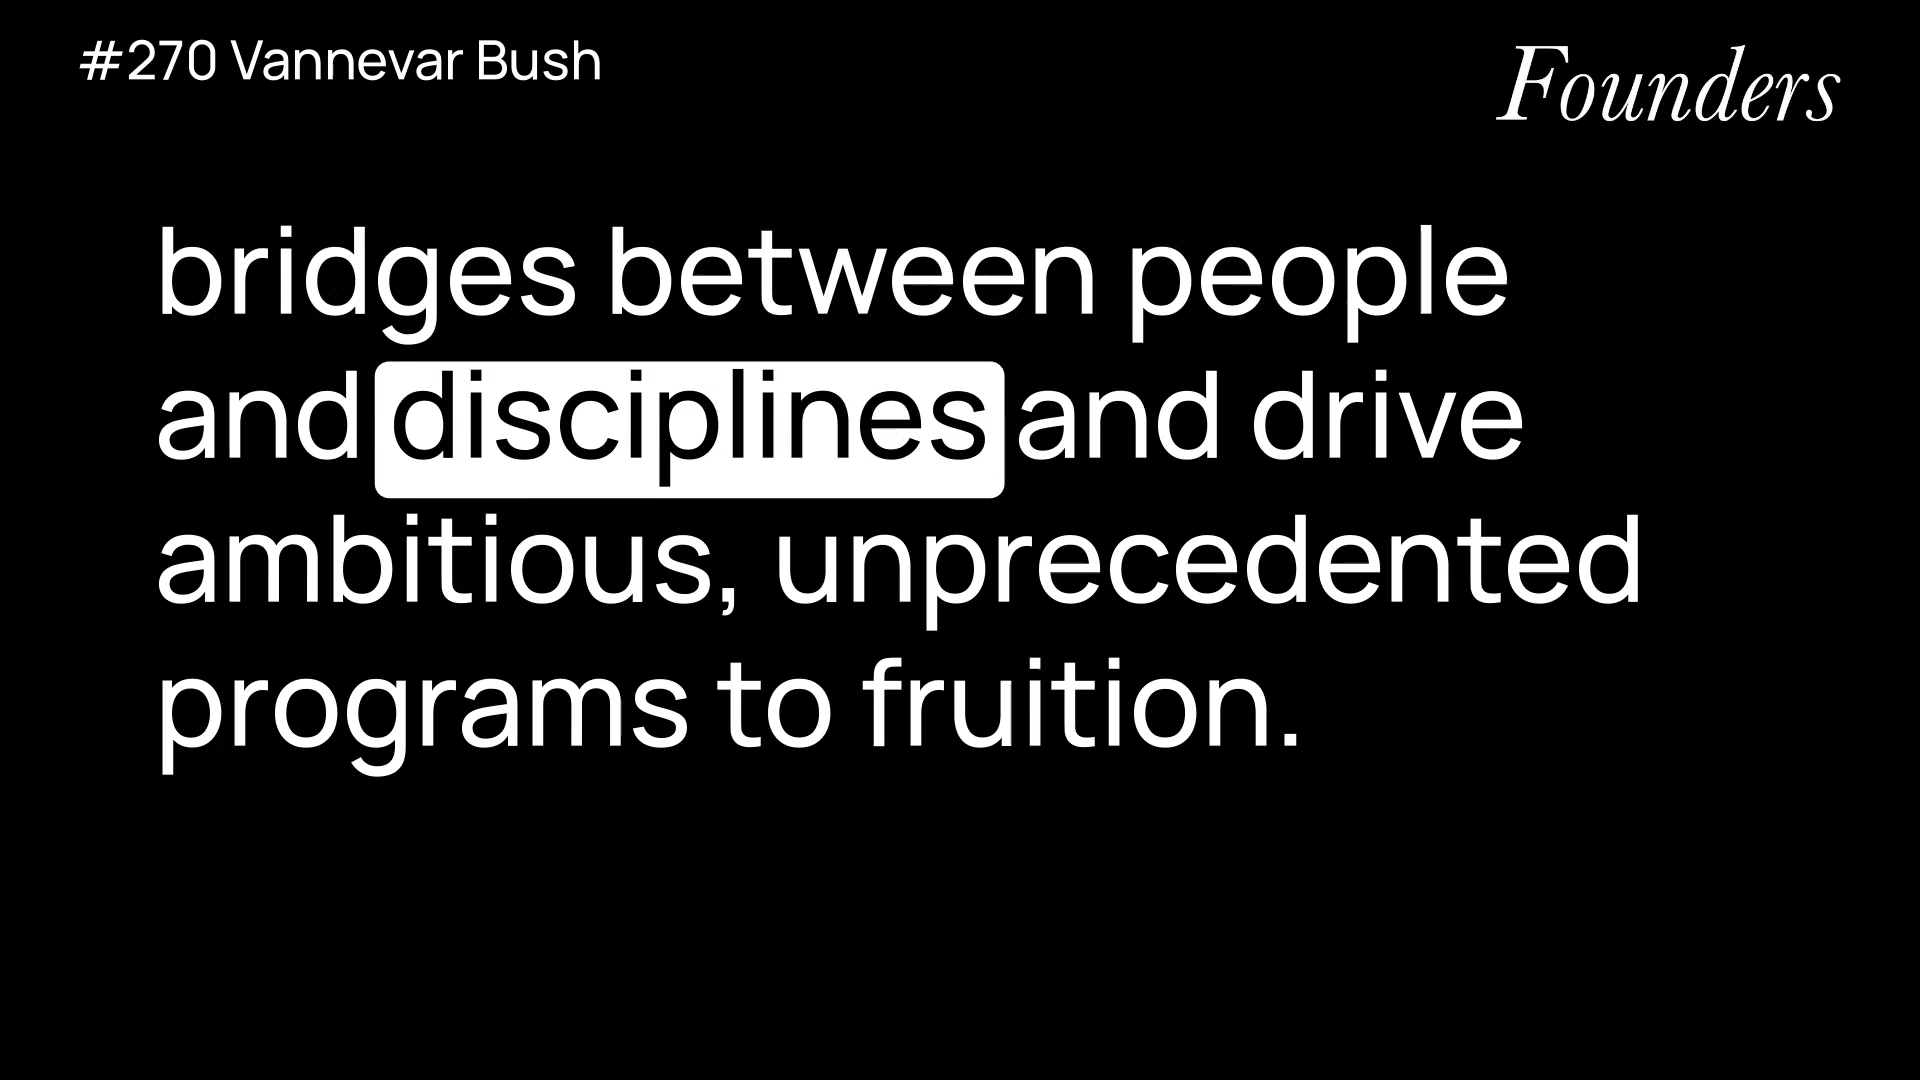 #270 Vannevar Bush
Founders
bridges between people
and disciplines and drive
ambitious, unprecedented
programs to fruition.